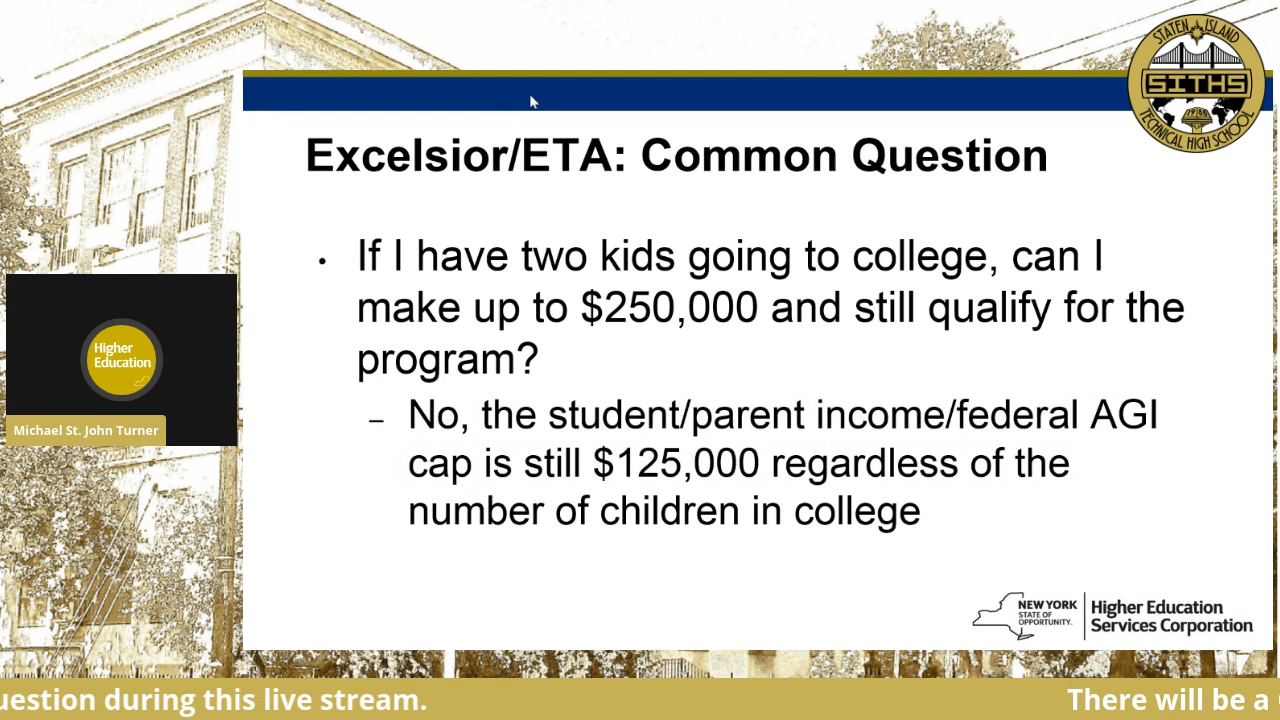 STATEN ISLAND
SITHS
TECHNICAL HIGH SCHOOL
Excelsior/ETA: Common Question
• If I have two kids going to college, can I
make up to $250,000 and still qualify for the
program?
– No, the student/parent income/federal AGI
cap is still $125,000 regardless of the
number of children in college
Higher
Education
Michael St. John Turner
NEW YORK
STATE OF
OPPORTUNITY.
Higher Education
Services Corporation
uestion during this live stream.
There will be a